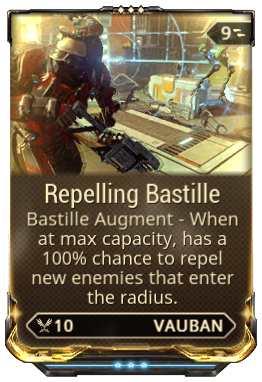 9
Repelling Bastille
Bastille Augment - When
at max capacity, has a
100% chance to repel
new enemies that enter
the radius.
10 VAUBAN